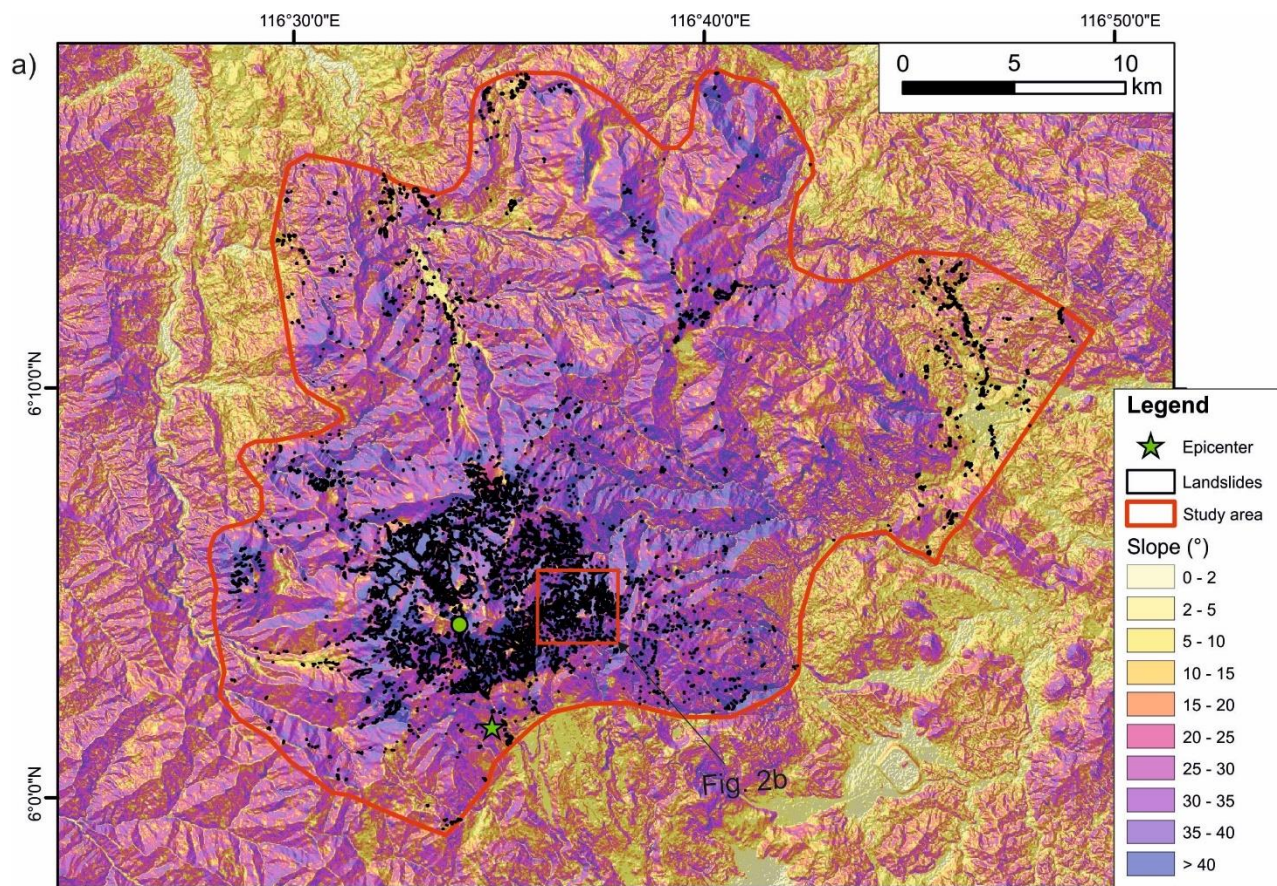 116°30'0"E
116°40'0"E
116°50'0"E
a)
0 5 10
km
6°10'0"N
6°0'0"N
Fig. 2b
Legend
Epicenter
Landslides
Study area
Slope (°)
0 - 2
2 - 5
5 - 10
10 - 15
15 - 20
20 - 25
25 - 30
30 - 35
35 - 40
> 40